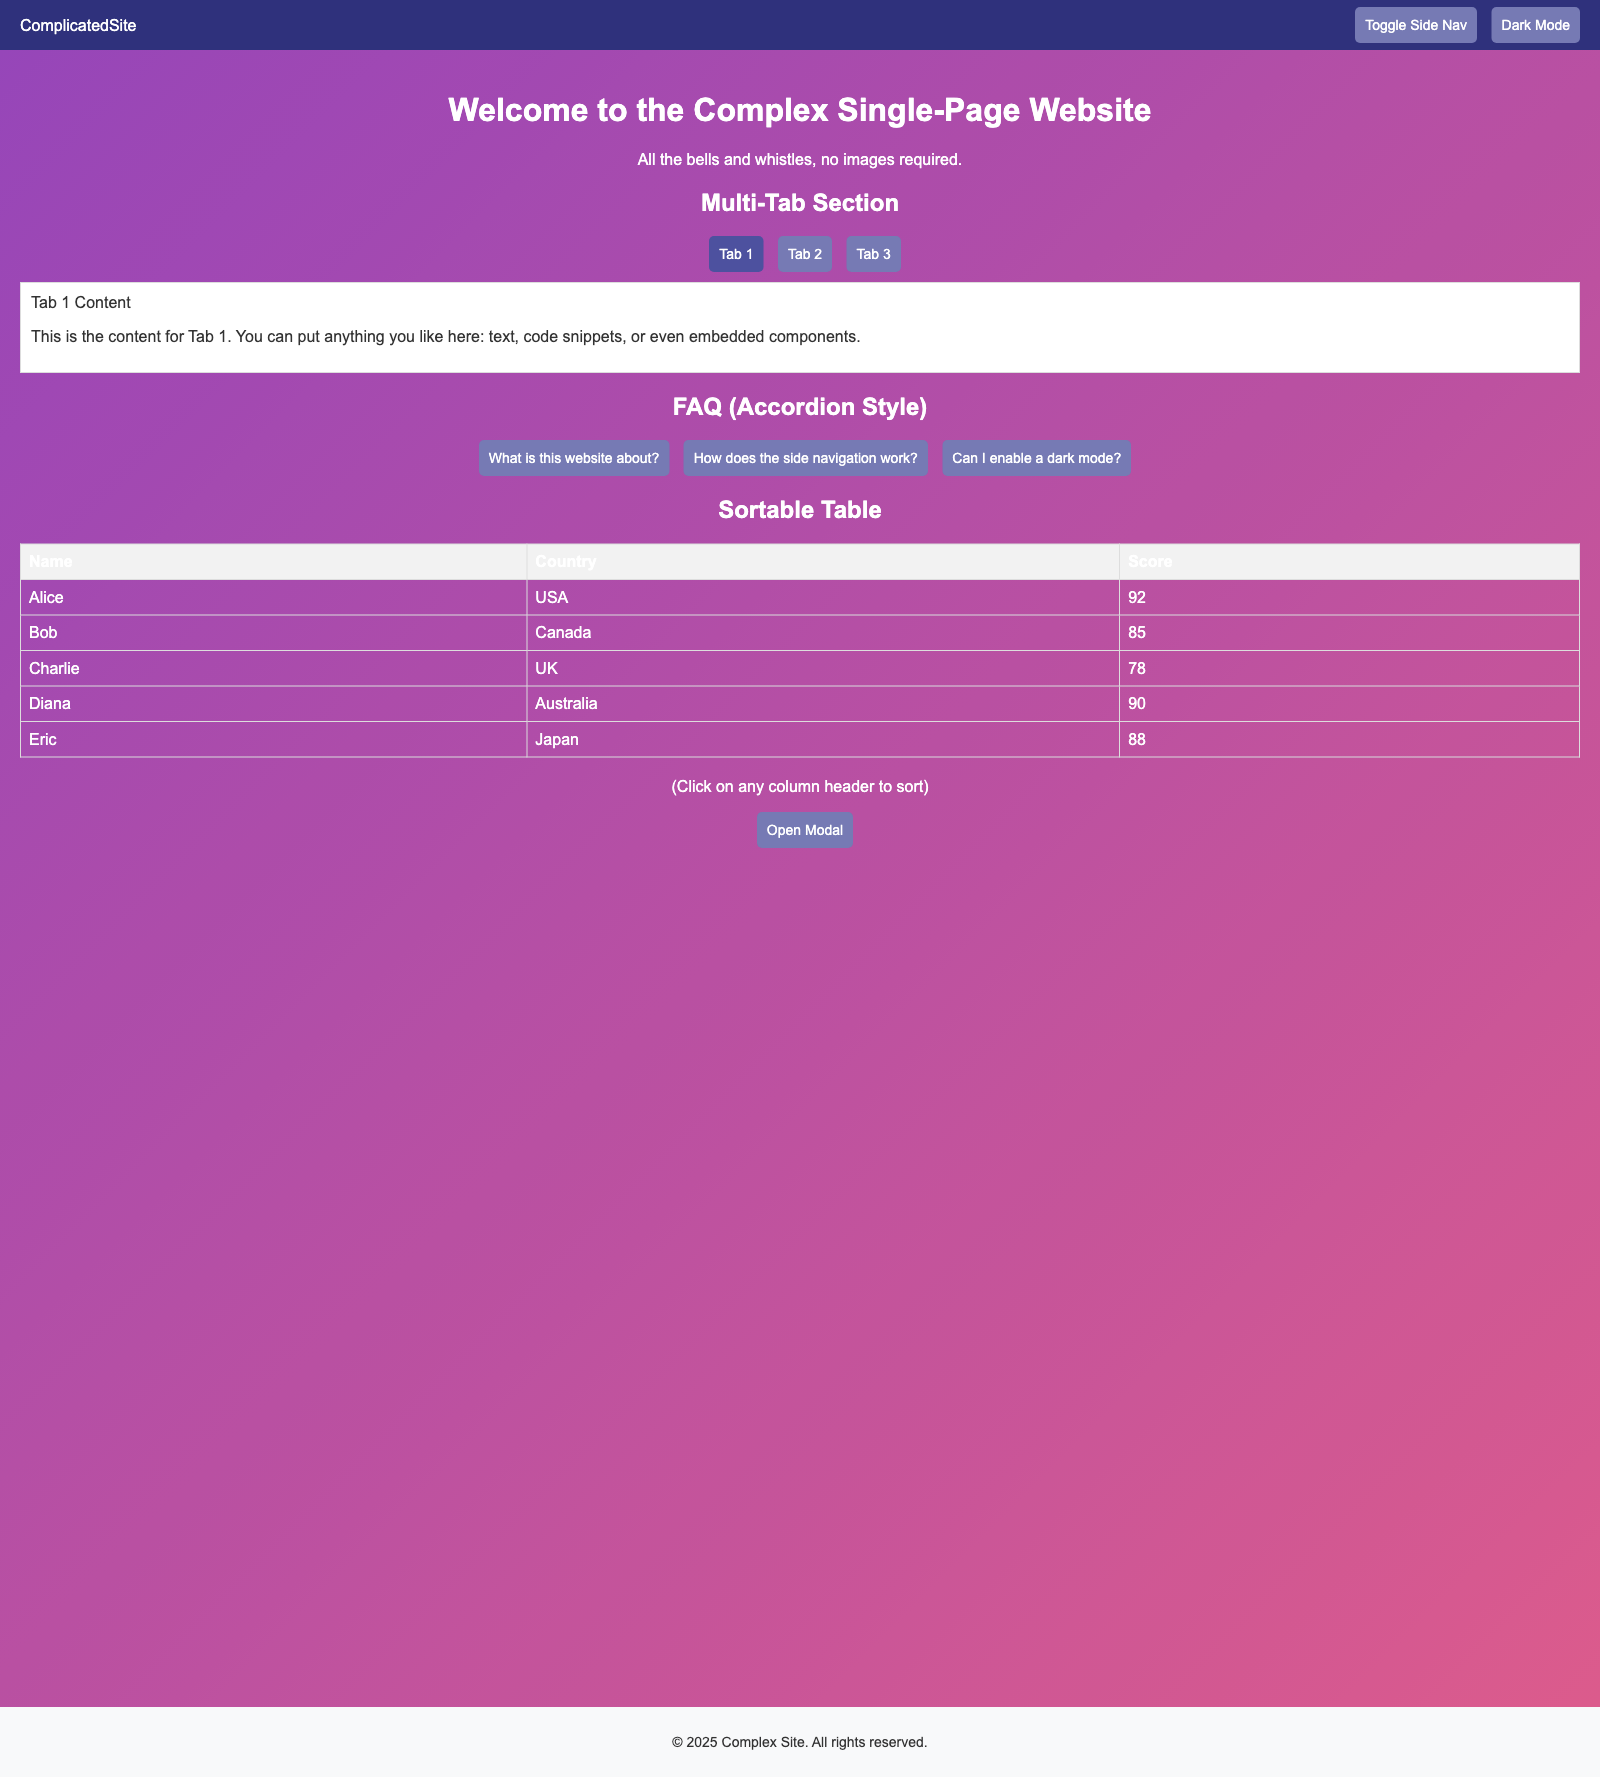 ComplicatedSite
Toggle Side Nav
Dark Mode
Welcome to the Complex Single-Page Website
All the bells and whistles, no images required.
Multi-Tab Section
Tab 1
Tab 2
Tab 3
Tab 1 Content
This is the content for Tab 1. You can put anything you like here: text, code snippets, or even embedded components.
FAQ (Accordion Style)
What is this website about?
How does the side navigation work?
Can I enable a dark mode?
Sortable Table
Name Country Score
Alice USA 92
Bob Canada 85
Charlie UK 78
Diana Australia 90
Eric Japan 88
(Click on any column header to sort)
Open Modal
© 2025 Complex Site. All rights reserved.